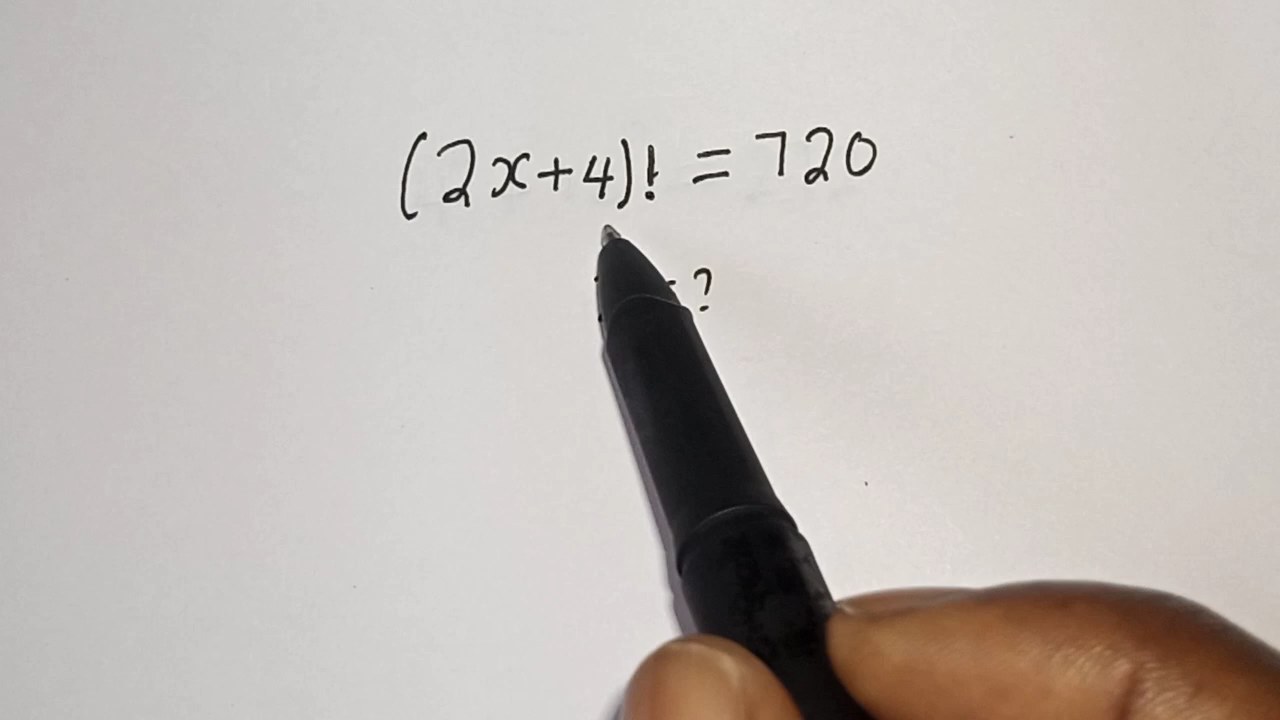 (2x+4)! = 720
?